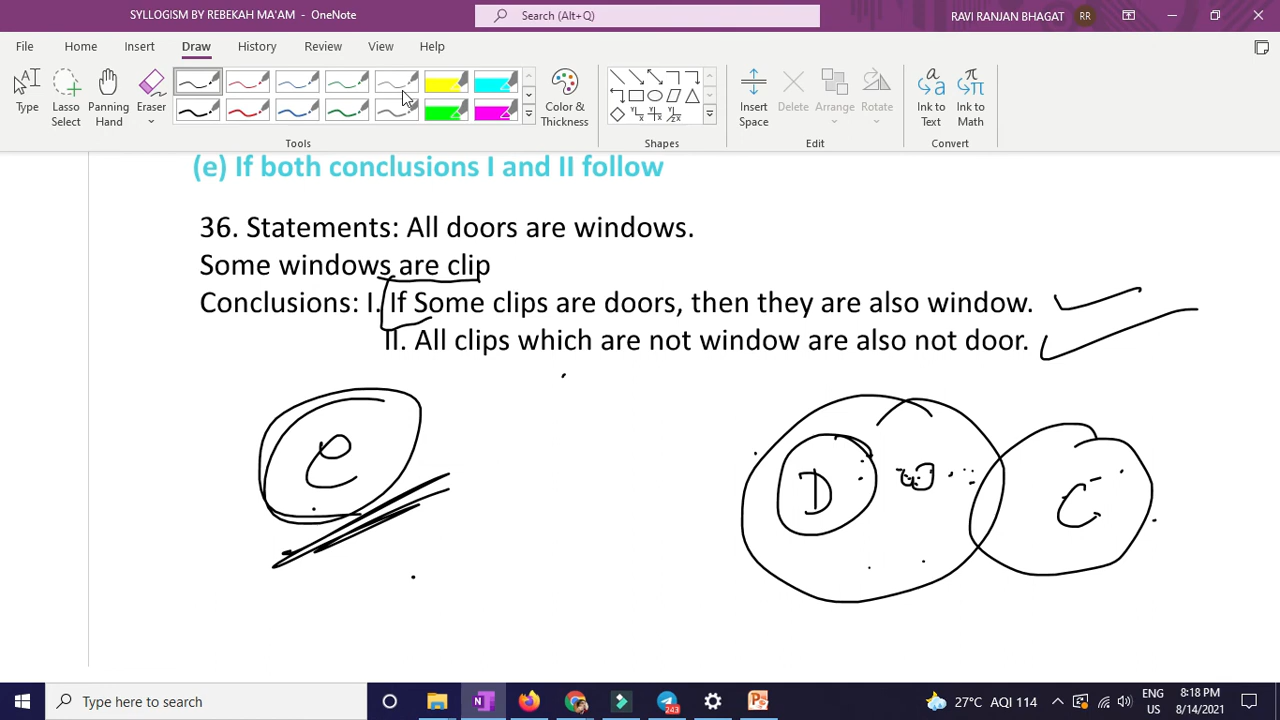 SYLLOGISM BY REBEKAH MA'AM - OneNote
Search (Alt+Q)
RAVI RANJAN BHAGAT RR
File Home Insert Draw History Review View Help
Type Lasso Select Panning Hand Eraser
Color & Thickness
Insert Space Delete Arrange Rotate
Ink to Text Ink to Math
Tools Shapes Edit Convert
(e) If both conclusions I and II follow
36. Statements: All doors are windows.
Some windows are clip
Conclusions: I. If Some clips are doors, then they are also window.
II. All clips which are not window are also not door.
C D W C
Type here to search
243
27°C AQI 114
ENG US
8:18 PM
8/14/2021